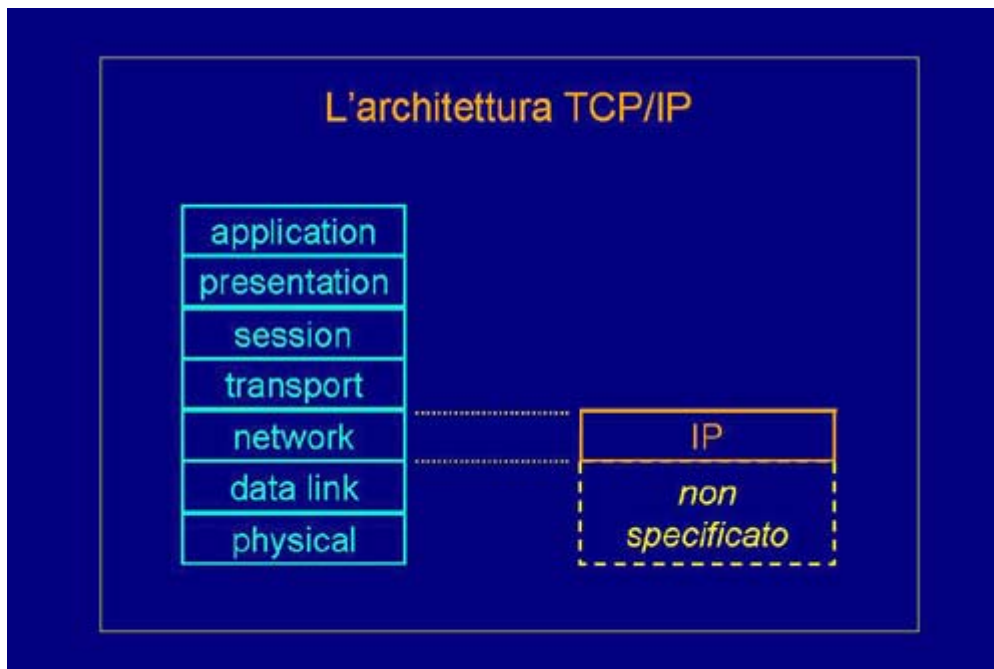 L'architettura TCP/IP
application
presentation
session
transport
network
data link
physical
IP
non
specificato